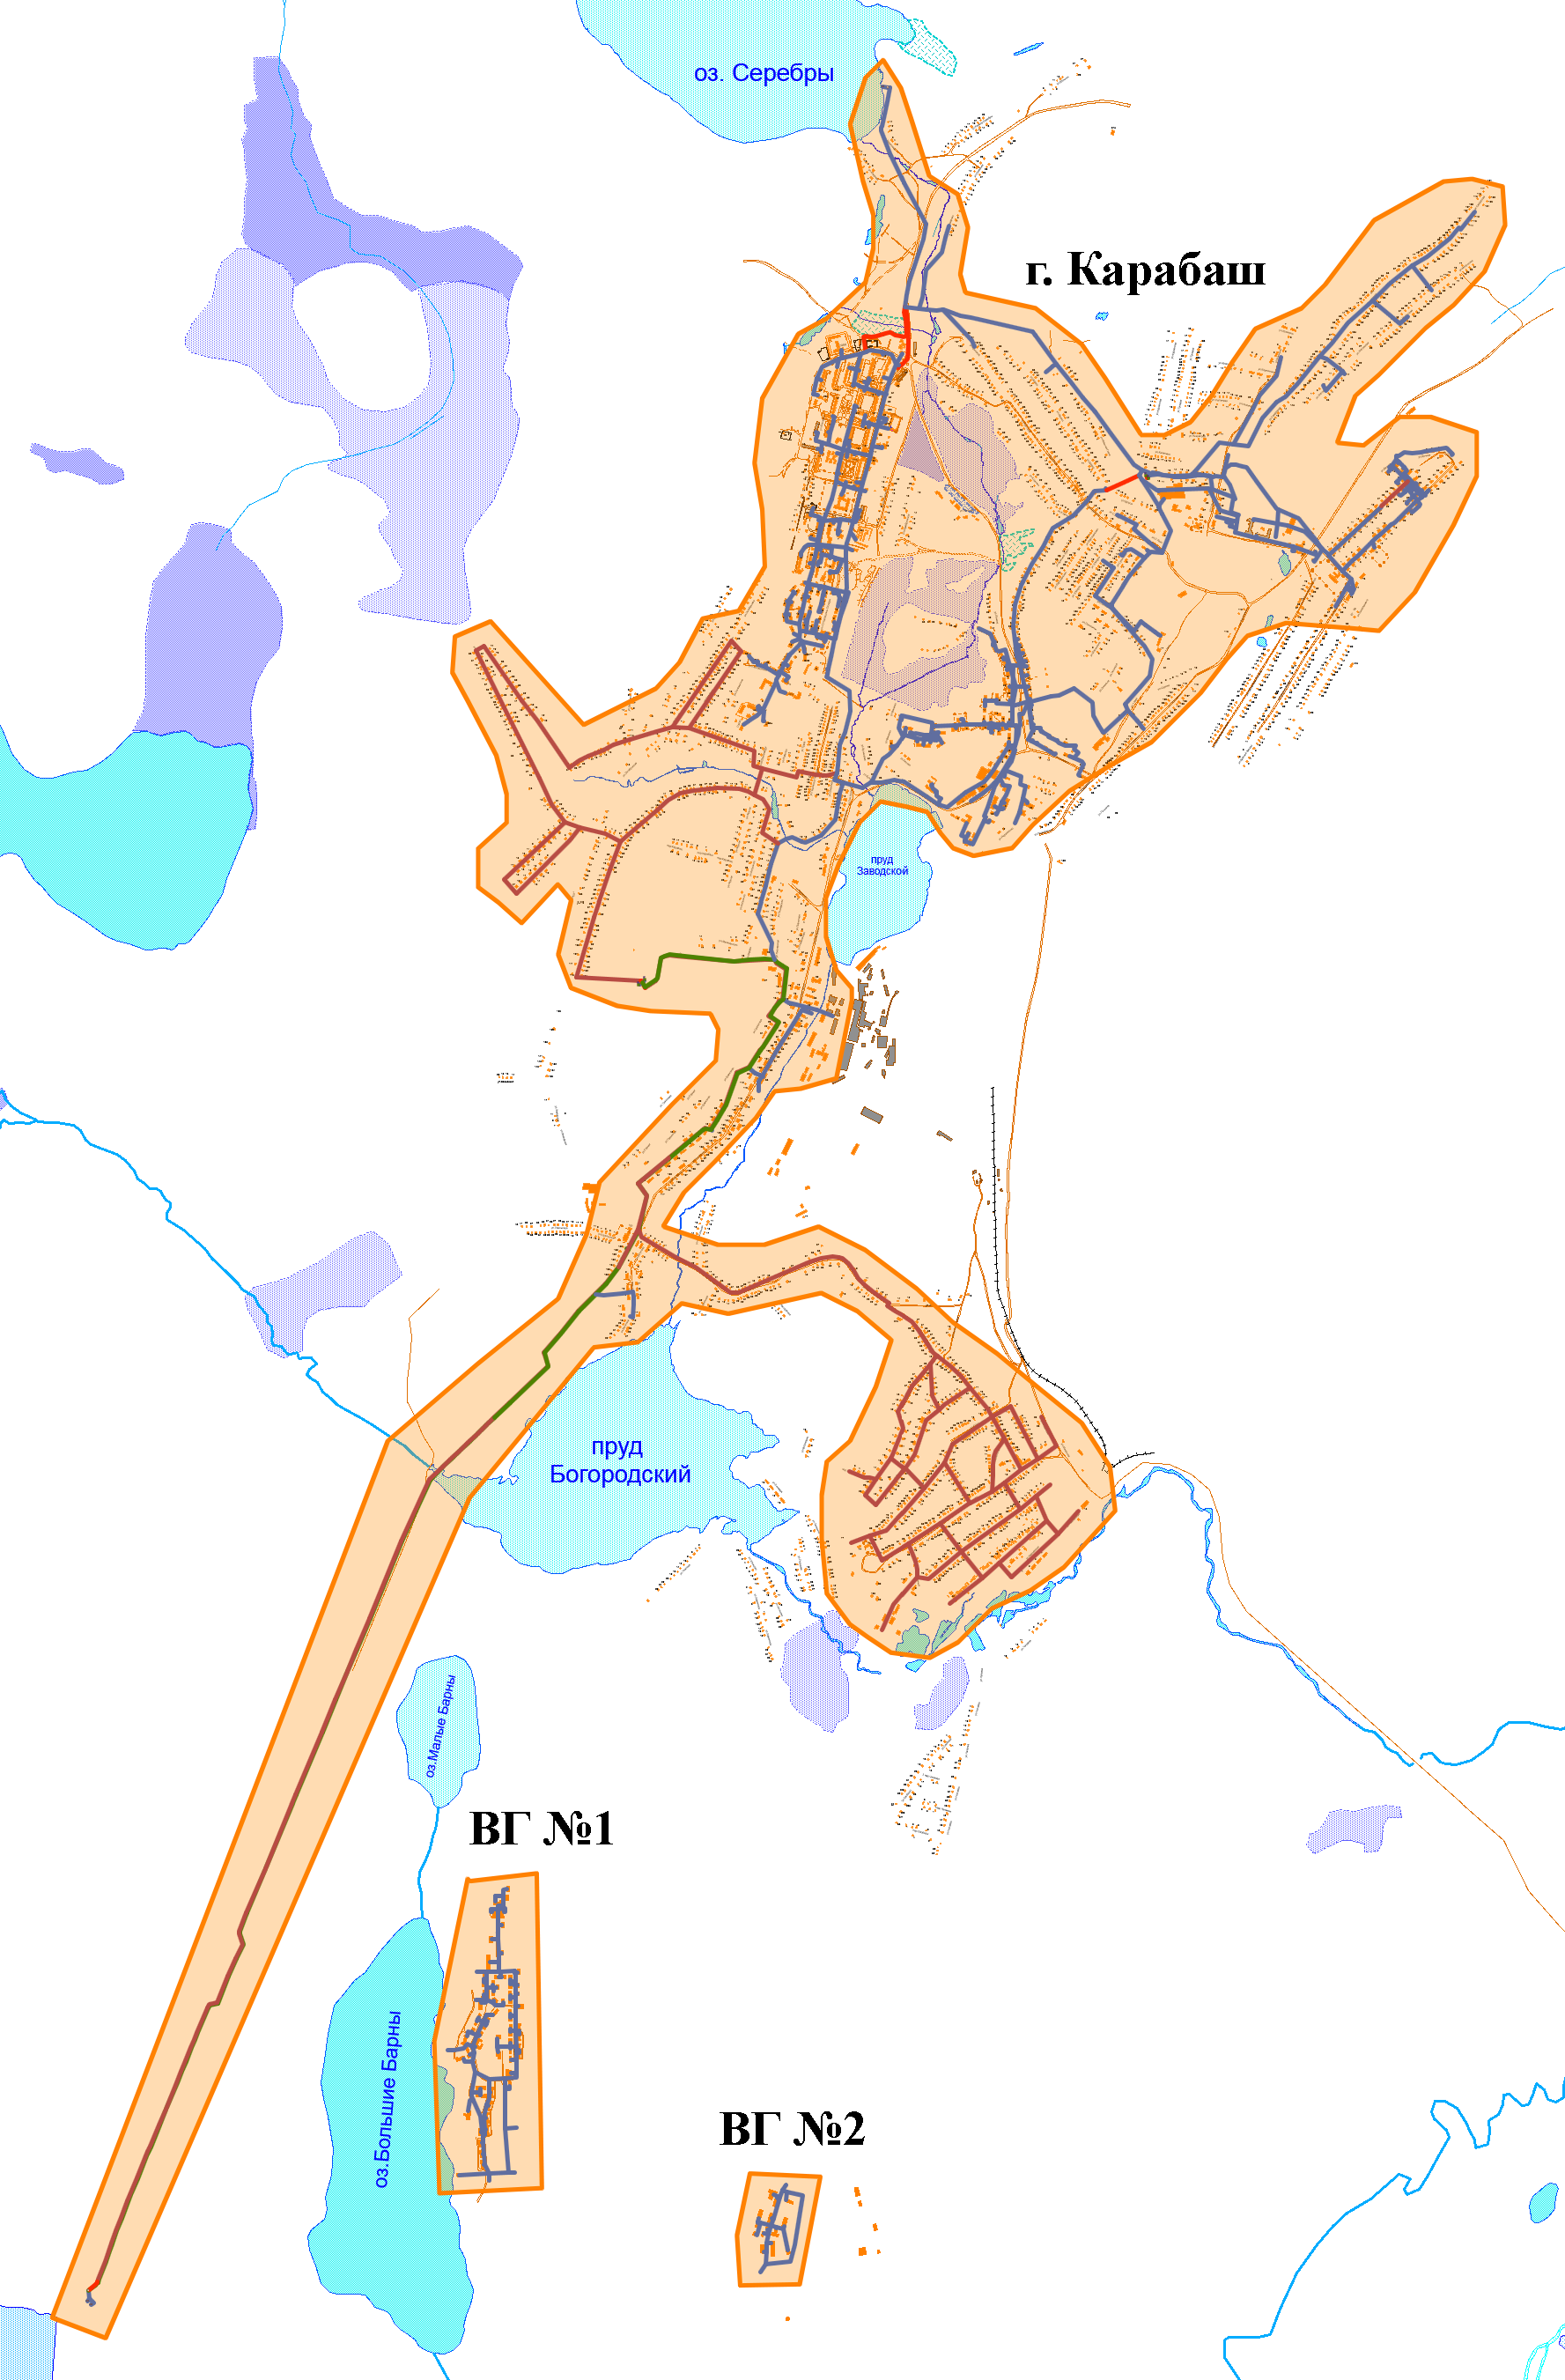 оз. Серебры
г. Карабаш
пруд
Заводской
пруд
Богородский
оз.Малые Барны
ВГ №1
оз.Большие Барны
ВГ №2